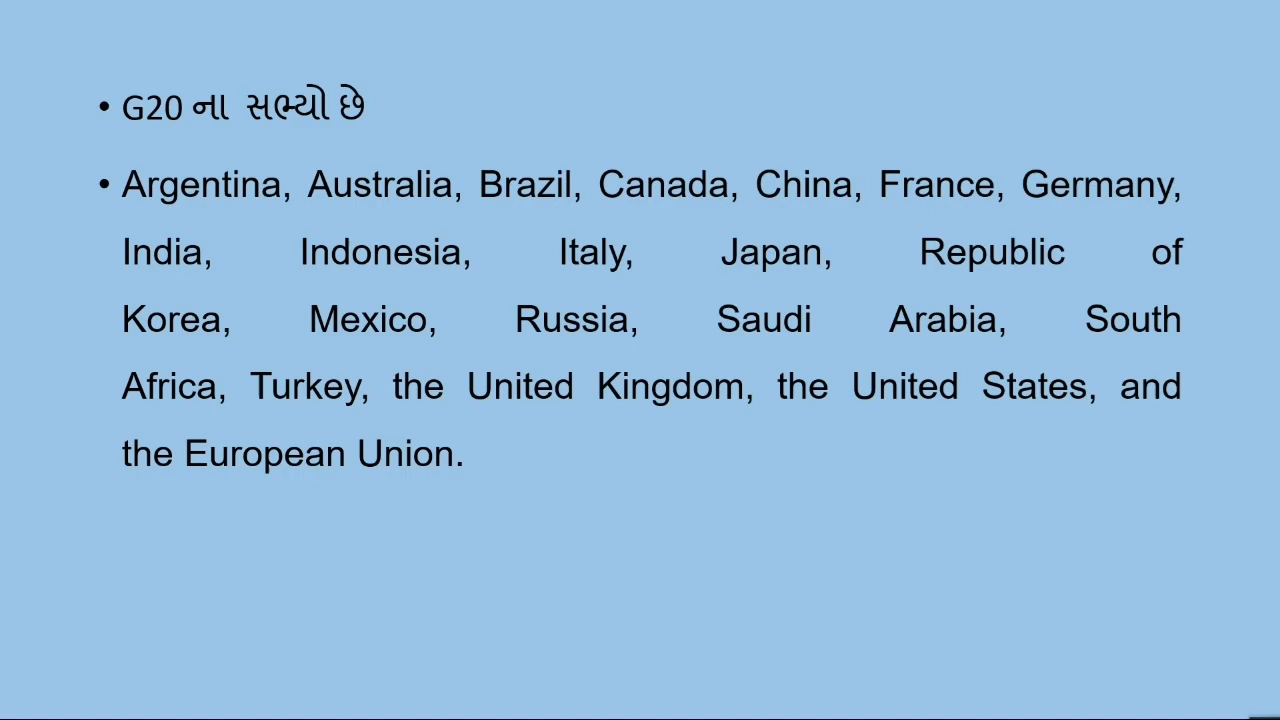 • G20 ના સભ્યો છે
• Argentina, Australia, Brazil, Canada, China, France, Germany,
India, Indonesia, Italy, Japan, Republic of
Korea, Mexico, Russia, Saudi Arabia, South
Africa, Turkey, the United Kingdom, the United States, and
the European Union.